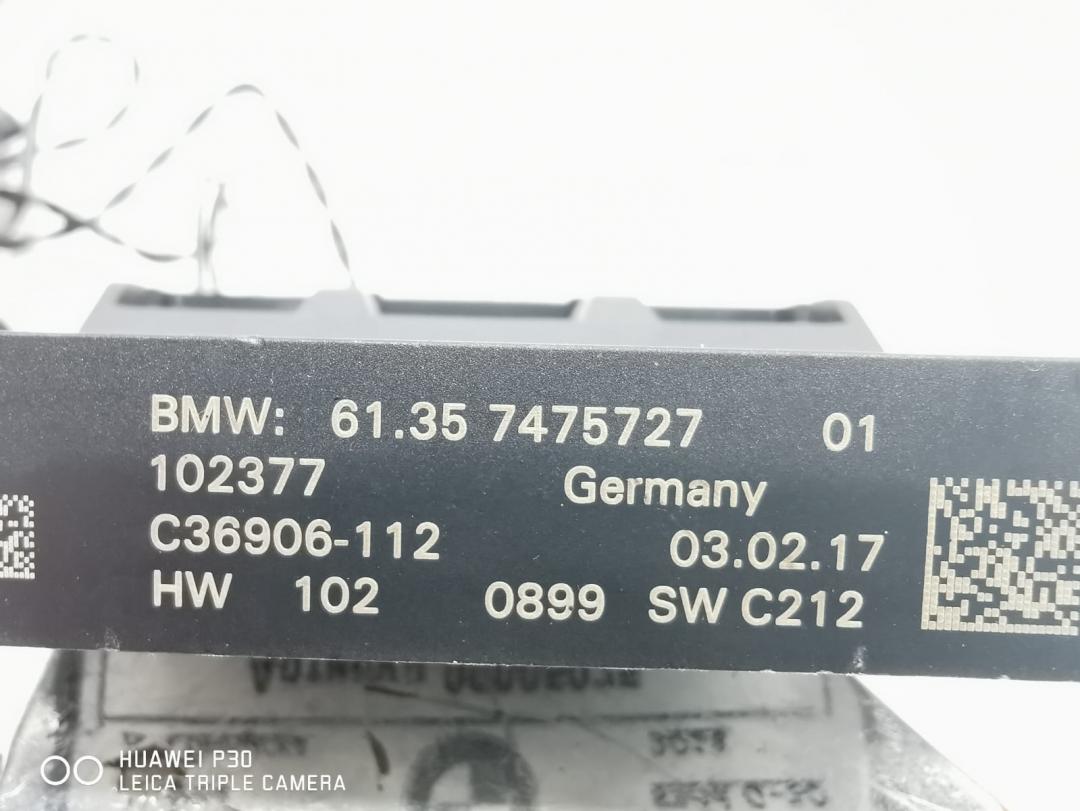 BMW: 61.35 7475727 01
102377 Germany
C36906-112 03.02.17
HW 102 0899 SW C212
HUAWEI P30
LEICA TRIPLE CAMERA